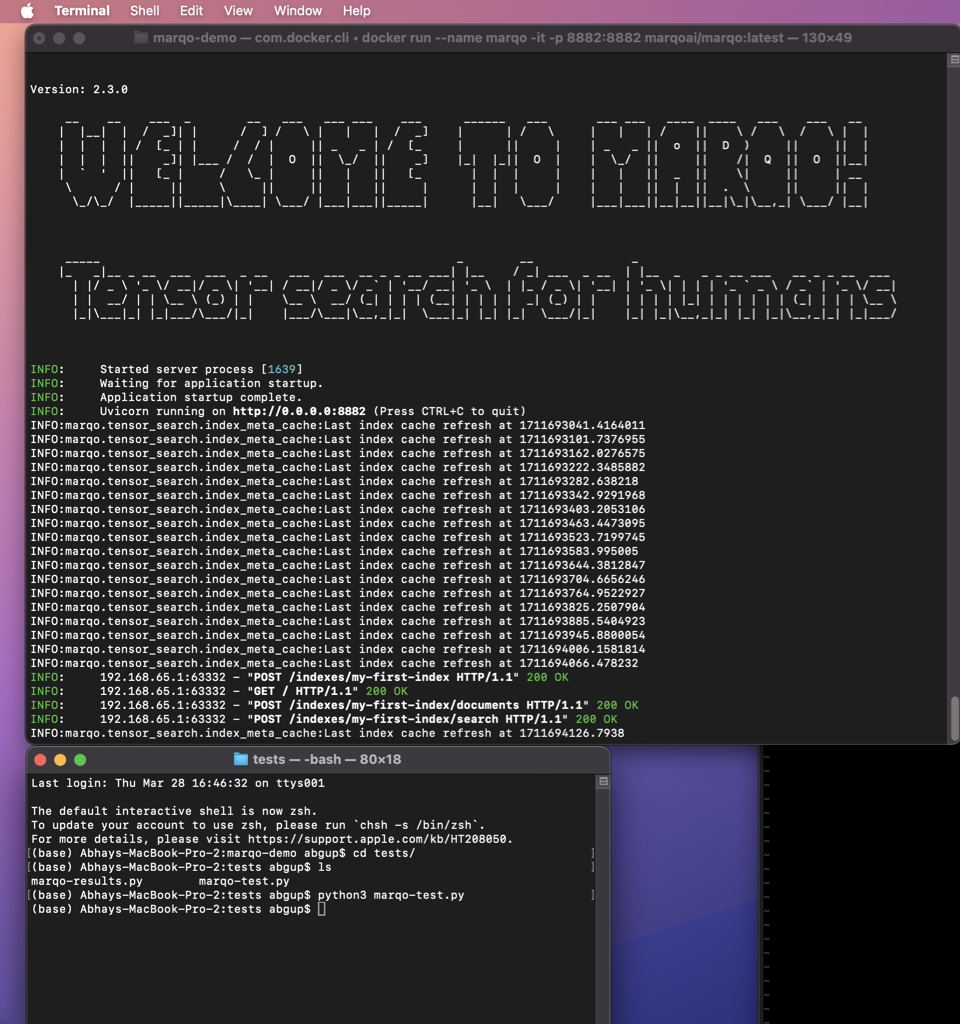 Terminal Shell Edit View Window Help
marqo-demo — com.docker.cli ◂ docker run --name marqo -it -p 8882:8882 marqoai/marqo:latest — 130×49
Version: 2.3.0
WELCOME TO MARQO!
Tensor search for humans
INFO: Started server process [1639]
INFO: Waiting for application startup.
INFO: Application startup complete.
INFO: Uvicorn running on http://0.0.0.0:8882 (Press CTRL+C to quit)
INFO:marqo.tensor_search.index_meta_cache:Last index cache refresh at 1711693041.4164011
INFO:marqo.tensor_search.index_meta_cache:Last index cache refresh at 1711693101.7376955
INFO:marqo.tensor_search.index_meta_cache:Last index cache refresh at 1711693162.0276575
INFO:marqo.tensor_search.index_meta_cache:Last index cache refresh at 1711693222.3485882
INFO:marqo.tensor_search.index_meta_cache:Last index cache refresh at 1711693282.638218
INFO:marqo.tensor_search.index_meta_cache:Last index cache refresh at 1711693342.9291968
INFO:marqo.tensor_search.index_meta_cache:Last index cache refresh at 1711693403.2053106
INFO:marqo.tensor_search.index_meta_cache:Last index cache refresh at 1711693463.4473095
INFO:marqo.tensor_search.index_meta_cache:Last index cache refresh at 1711693523.7199745
INFO:marqo.tensor_search.index_meta_cache:Last index cache refresh at 1711693583.995005
INFO:marqo.tensor_search.index_meta_cache:Last index cache refresh at 1711693644.3812847
INFO:marqo.tensor_search.index_meta_cache:Last index cache refresh at 1711693704.6656246
INFO:marqo.tensor_search.index_meta_cache:Last index cache refresh at 1711693764.9522927
INFO:marqo.tensor_search.index_meta_cache:Last index cache refresh at 1711693825.2507904
INFO:marqo.tensor_search.index_meta_cache:Last index cache refresh at 1711693885.5404923
INFO:marqo.tensor_search.index_meta_cache:Last index cache refresh at 1711693945.8800054
INFO:marqo.tensor_search.index_meta_cache:Last index cache refresh at 1711694006.1581814
INFO:marqo.tensor_search.index_meta_cache:Last index cache refresh at 1711694066.478232
INFO: 192.168.65.1:63332 - "POST /indexes/my-first-index HTTP/1.1" 200 OK
INFO: 192.168.65.1:63332 - "GET / HTTP/1.1" 200 OK
INFO: 192.168.65.1:63332 - "POST /indexes/my-first-index/documents HTTP/1.1" 200 OK
INFO: 192.168.65.1:63332 - "POST /indexes/my-first-index/search HTTP/1.1" 200 OK
INFO:marqo.tensor_search.index_meta_cache:Last index cache refresh at 1711694126.7938
tests — -bash — 80×18
Last login: Thu Mar 28 16:46:32 on ttys001
The default interactive shell is now zsh.
To update your account to use zsh, please run `chsh -s /bin/zsh`.
For more details, please visit https://support.apple.com/kb/HT208050.
[(base) Abhays-MacBook-Pro-2:marqo-demo abgup$ cd tests/ ]
[(base) Abhays-MacBook-Pro-2:tests abgup$ ls ]
marqo-results.py marqo-test.py
[(base) Abhays-MacBook-Pro-2:tests abgup$ python3 marqo-test.py ]
(base) Abhays-MacBook-Pro-2:tests abgup$